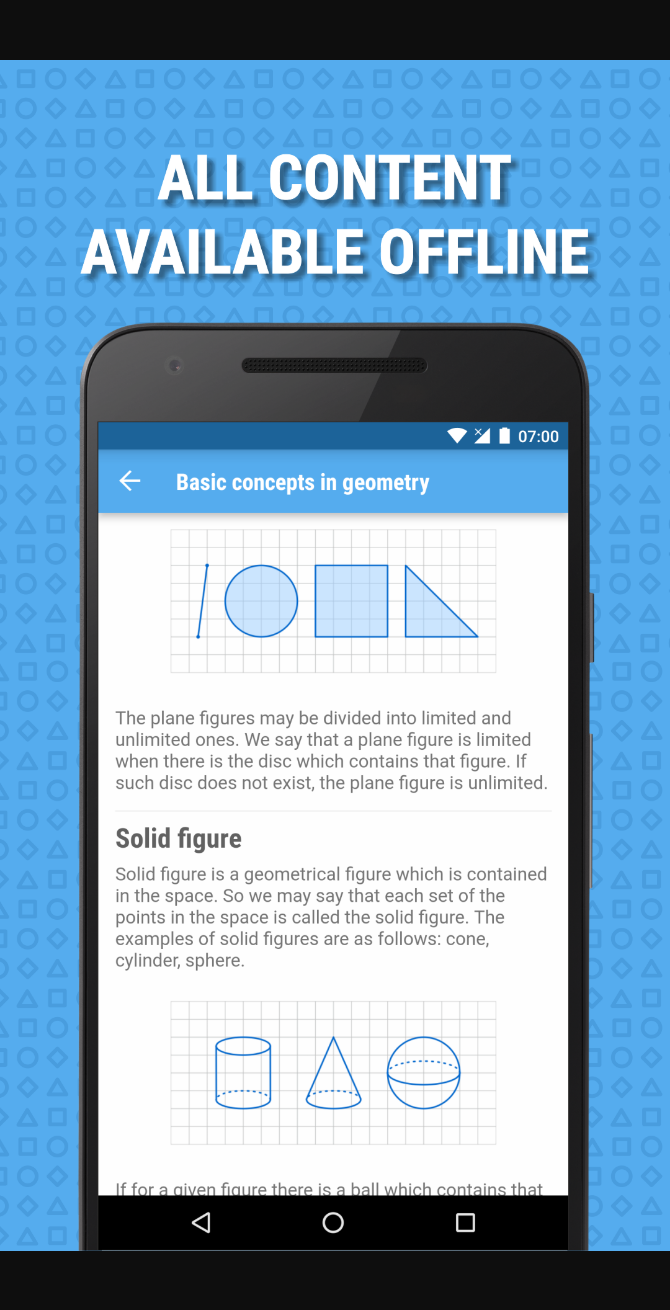 ALL CONTENT
AVAILABLE OFFLINE
07:00
Basic concepts in geometry
The plane figures may be divided into limited and
unlimited ones. We say that a plane figure is limited
when there is the disc which contains that figure. If
such disc does not exist, the plane figure is unlimited.
Solid figure
Solid figure is a geometrical figure which is contained
in the space. So we may say that each set of the
points in the space is called the solid figure. The
examples of solid figures are as follows: cone,
cylinder, sphere.
If for a given figure there is a ball which contains that